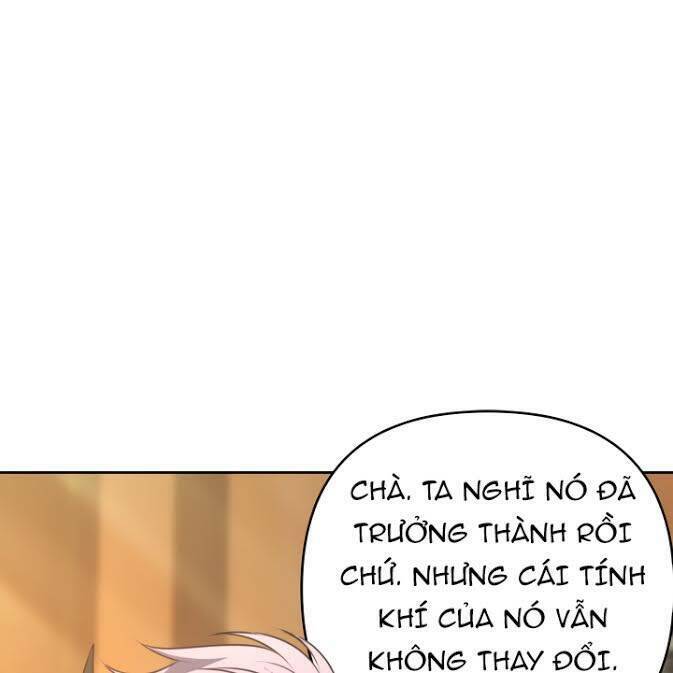 CHÀ. TA NGHĨ NÓ ĐÃ
TRƯỞNG THÀNH RỒI
CHỨ. NHƯNG CÁI TÍNH
KHÍ CỦA NÓ VẪN
KHÔNG THAY ĐỔI.